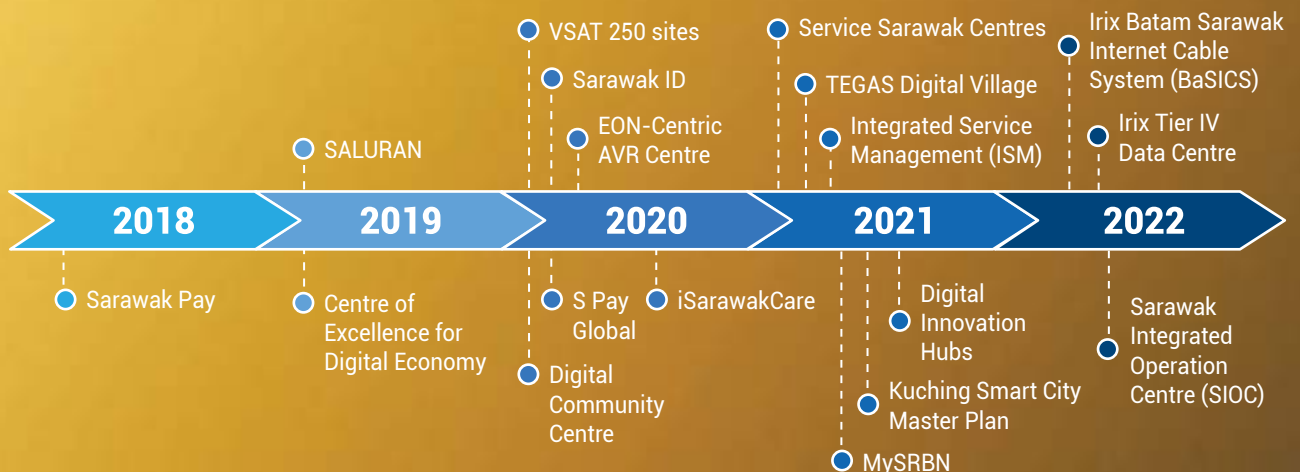 VSAT 250 sites
Sarawak ID
EON-Centric
AVR Centre
SALURAN
Service Sarawak Centres
TEGAS Digital Village
Integrated Service
Management (ISM)
Irix Batam Sarawak
Internet Cable
System (BaSICS)
Irix Tier IV
Data Centre
2018
2019
2020
2021
2022
Sarawak Pay
Centre of
Excellence for
Digital Economy
S Pay
Global
iSarawakCare
Digital
Community
Centre
Digital
Innovation
Hubs
Kuching Smart City
Master Plan
MySRBN
Sarawak
Integrated
Operation
Centre (SIOC)